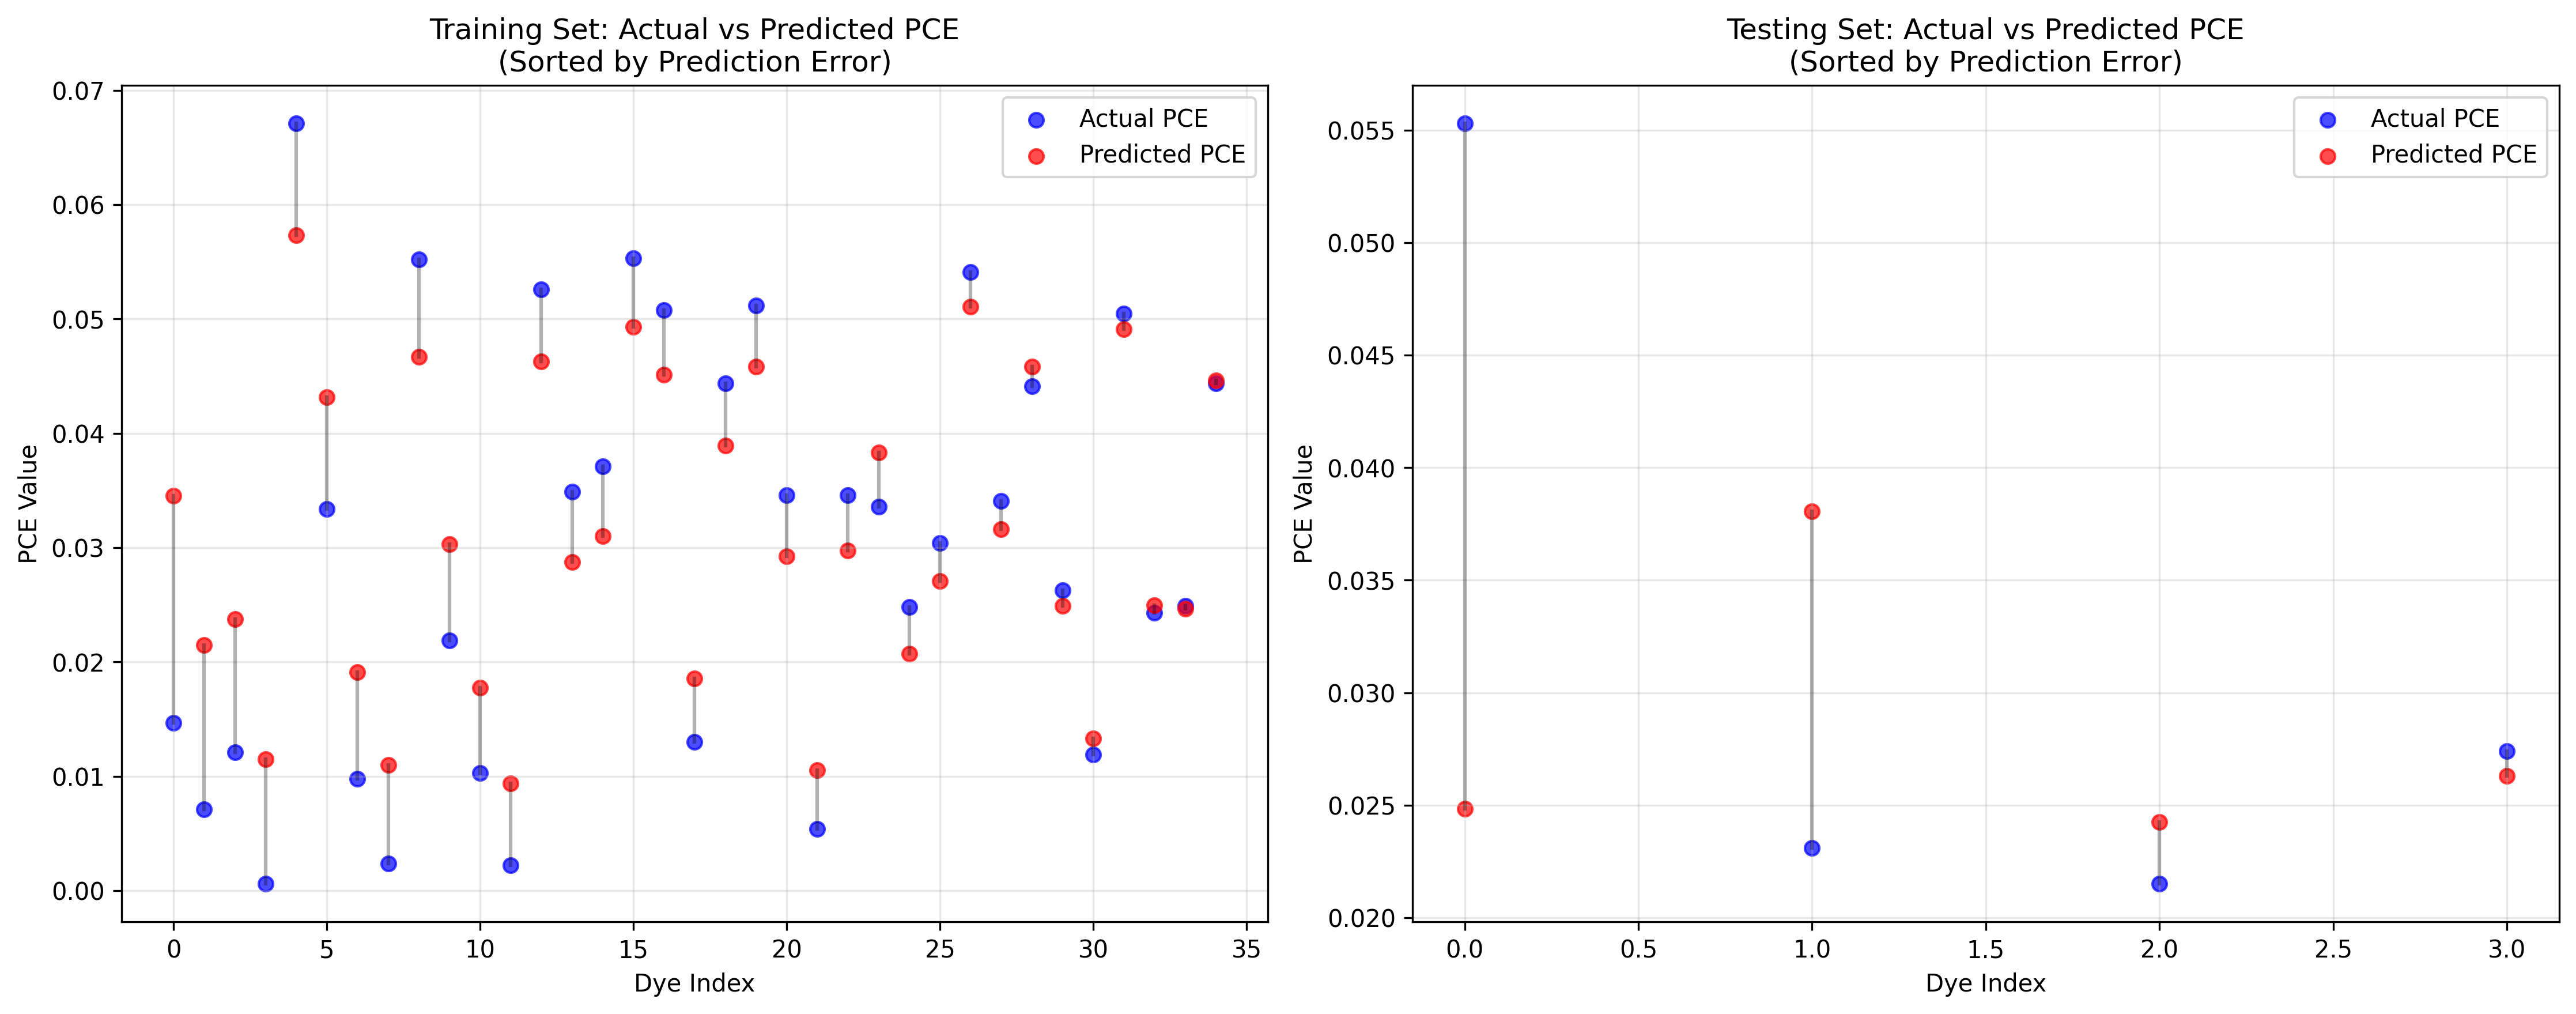 Training Set: Actual vs Predicted PCE
(Sorted by Prediction Error)
Actual PCE
Predicted PCE
PCE Value
0.07
0.06
0.05
0.04
0.03
0.02
0.01
0.00
0 5 10 15 20 25 30 35
Dye Index
Testing Set: Actual vs Predicted PCE
(Sorted by Prediction Error)
Actual PCE
Predicted PCE
PCE Value
0.055
0.050
0.045
0.040
0.035
0.030
0.025
0.020
0.0 0.5 1.0 1.5 2.0 2.5 3.0
Dye Index